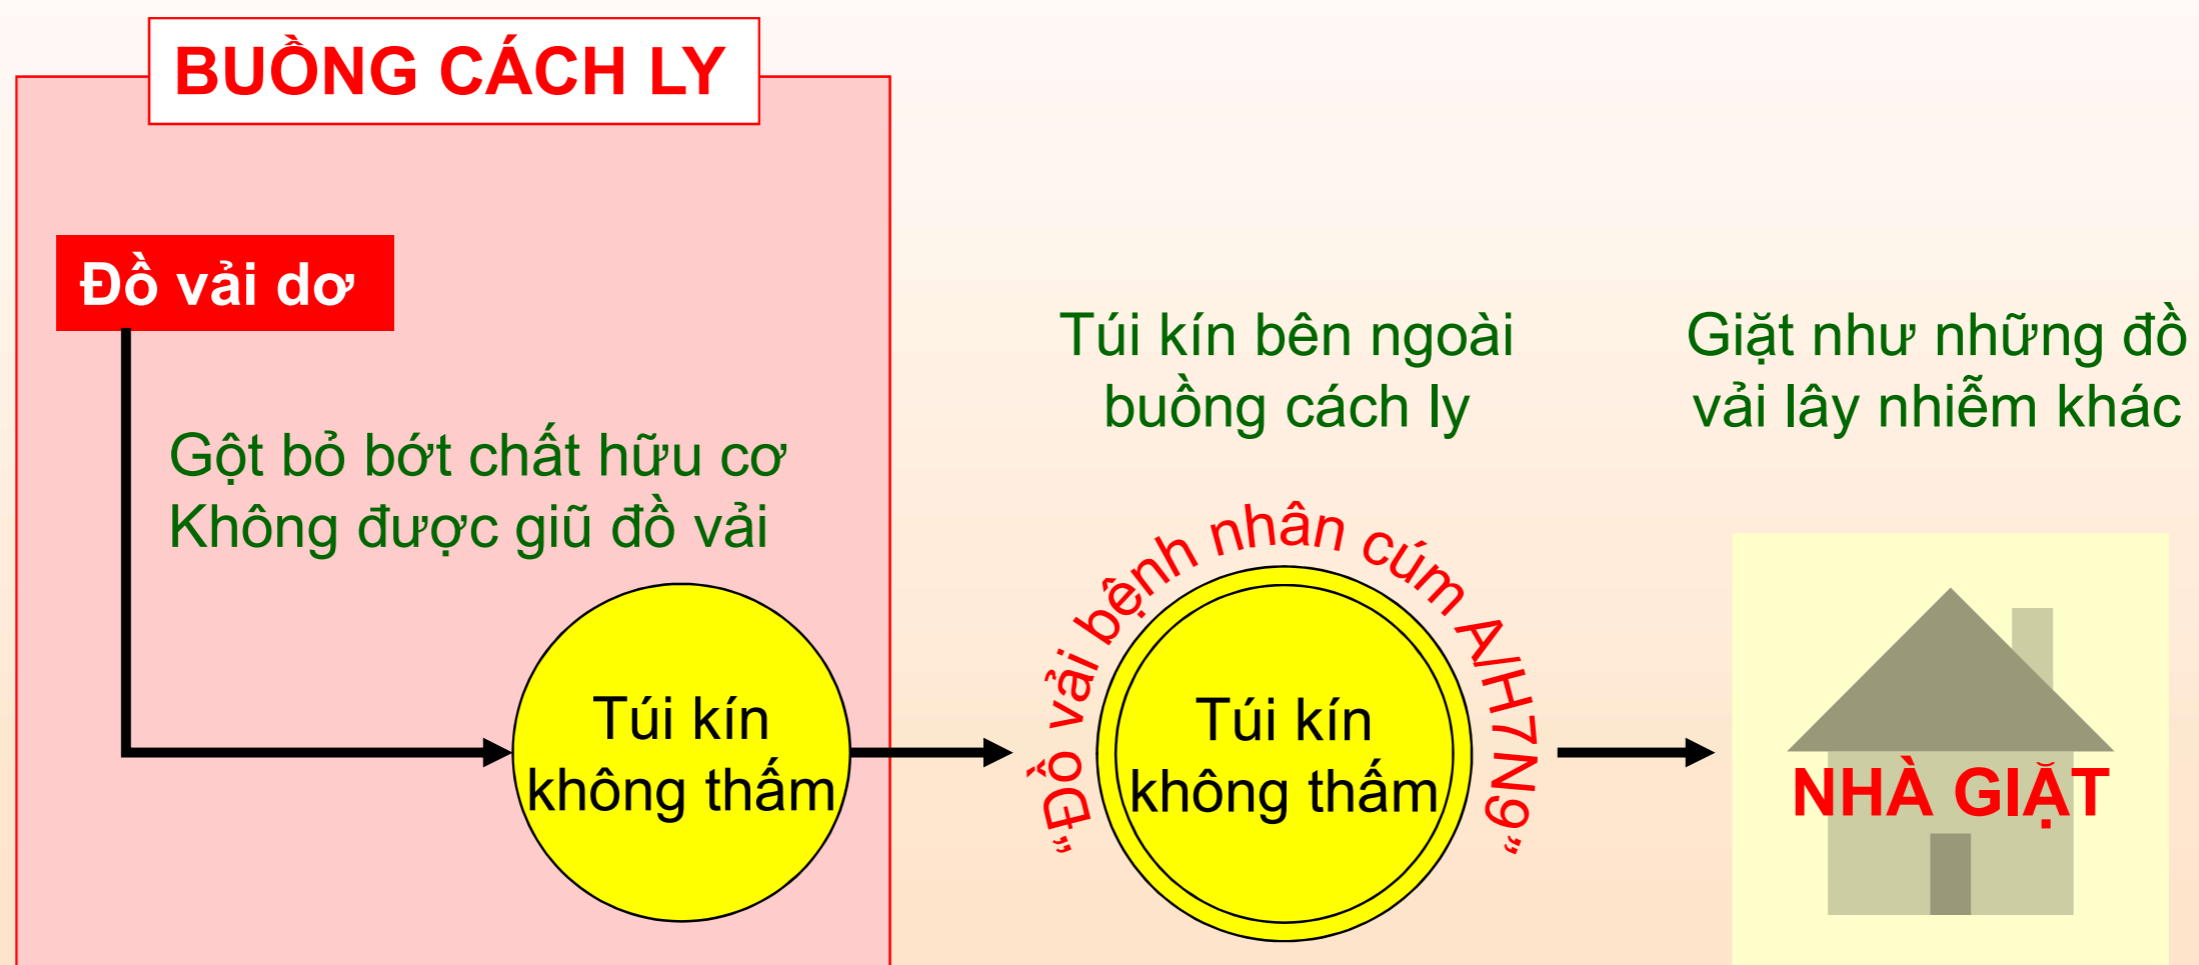 BUỒNG CÁCH LY
Đồ vải dơ
Gột bỏ bớt chất hữu cơ
Không được giũ đồ vải
Túi kín
không thấm
Túi kín bên ngoài
buồng cách ly
"Đồ vải bệnh nhân cúm A/H7N9"
Túi kín
không thấm
Giặt như những đồ
vải lây nhiễm khác
NHÀ GIẶT